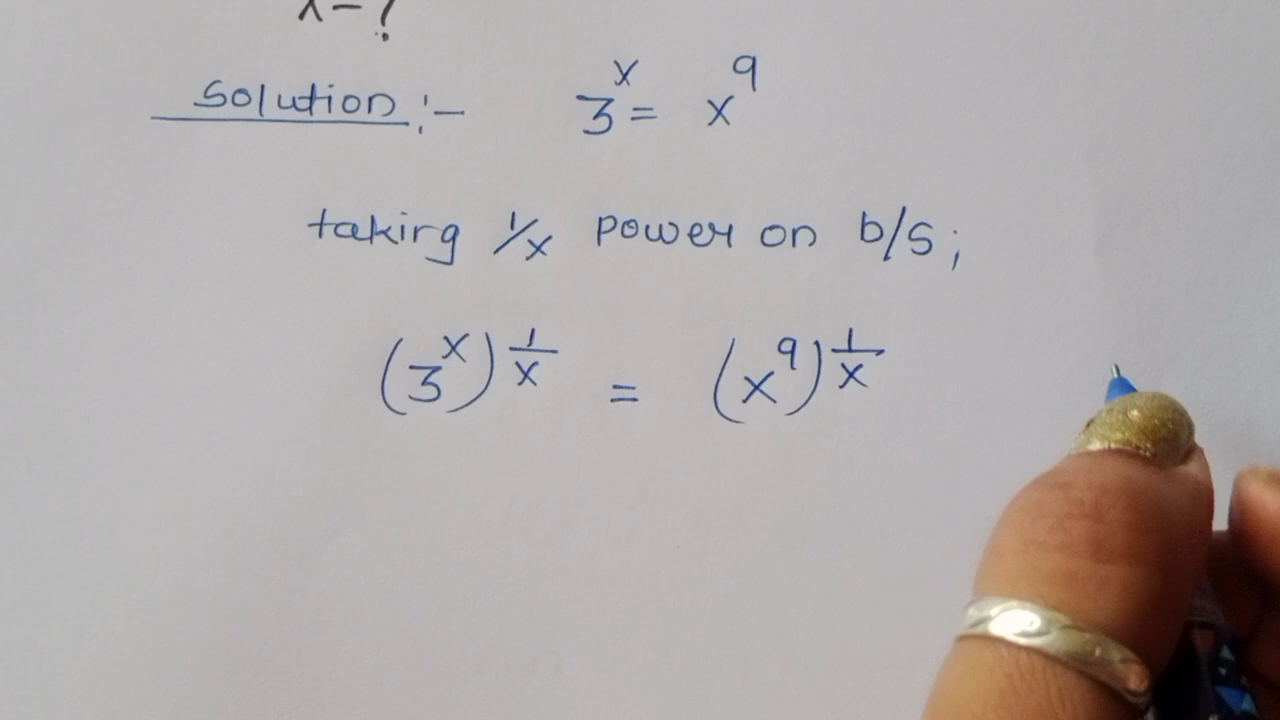 x=?
Solution :- 3^x = x^9
taking 1/x power on b/s;
(3^x)^(1/x) = (x^9)^(1/x)